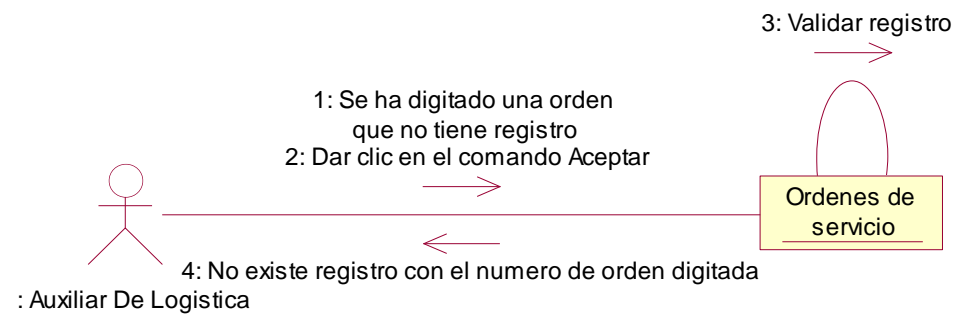 3: Validar registro
1: Se ha digitado una orden
que no tiene registro
2: Dar clic en el comando Aceptar
Ordenes de
servicio
4: No existe registro con el numero de orden digitada
: Auxiliar De Logistica